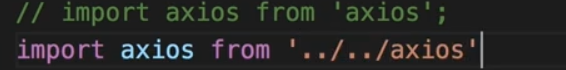 // import axios from 'axios';
import axios from '../../axios'